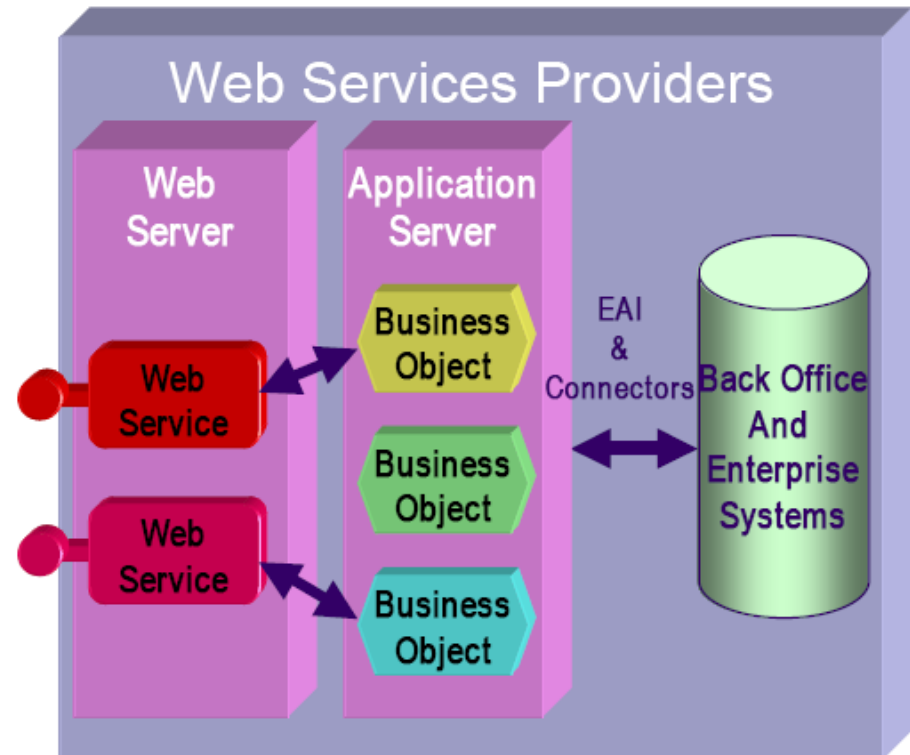 Web Services Providers
Web
Server
Application
Server
Web
Service
Web
Service
Business
Object
Business
Object
Business
Object
EAI
&
Connectors
Back Office
And
Enterprise
Systems